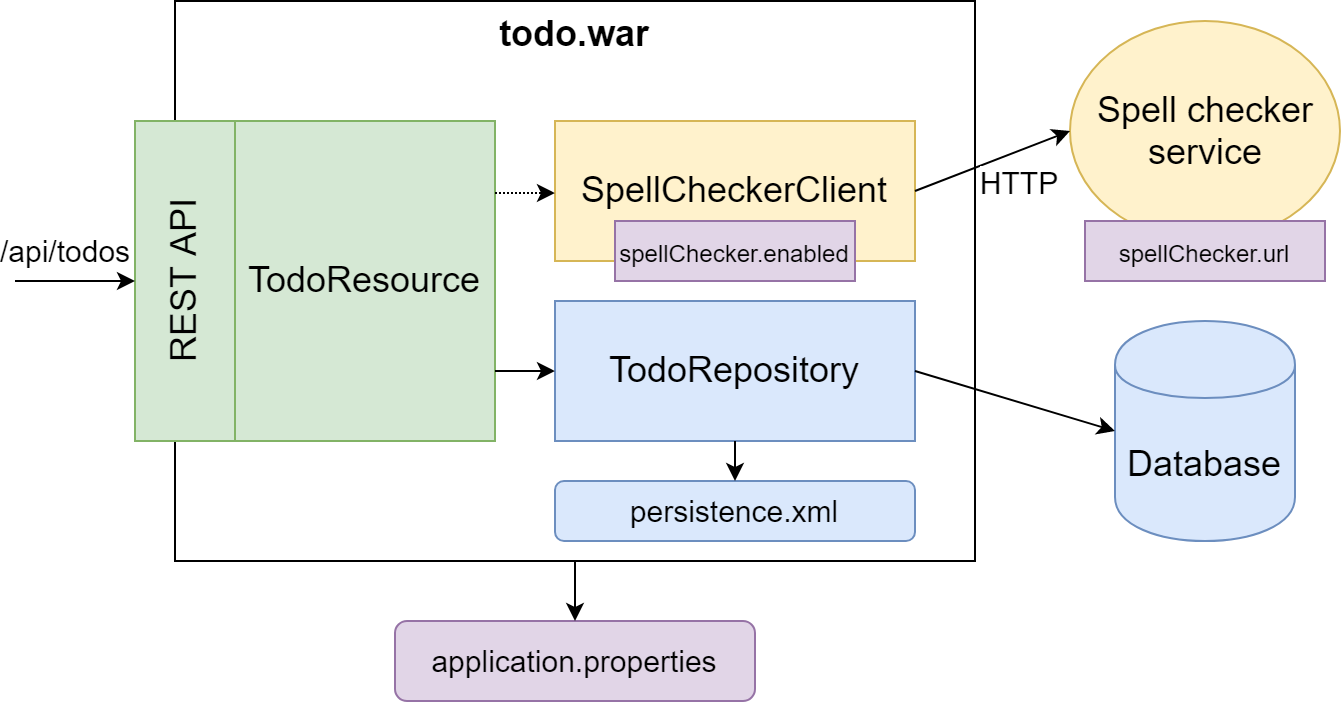 todo.war
/api/todos
REST API
TodoResource
SpellCheckerClient
spellChecker.enabled
HTTP
Spell checker
service
spellChecker.url
TodoRepository
persistence.xml
Database
application.properties